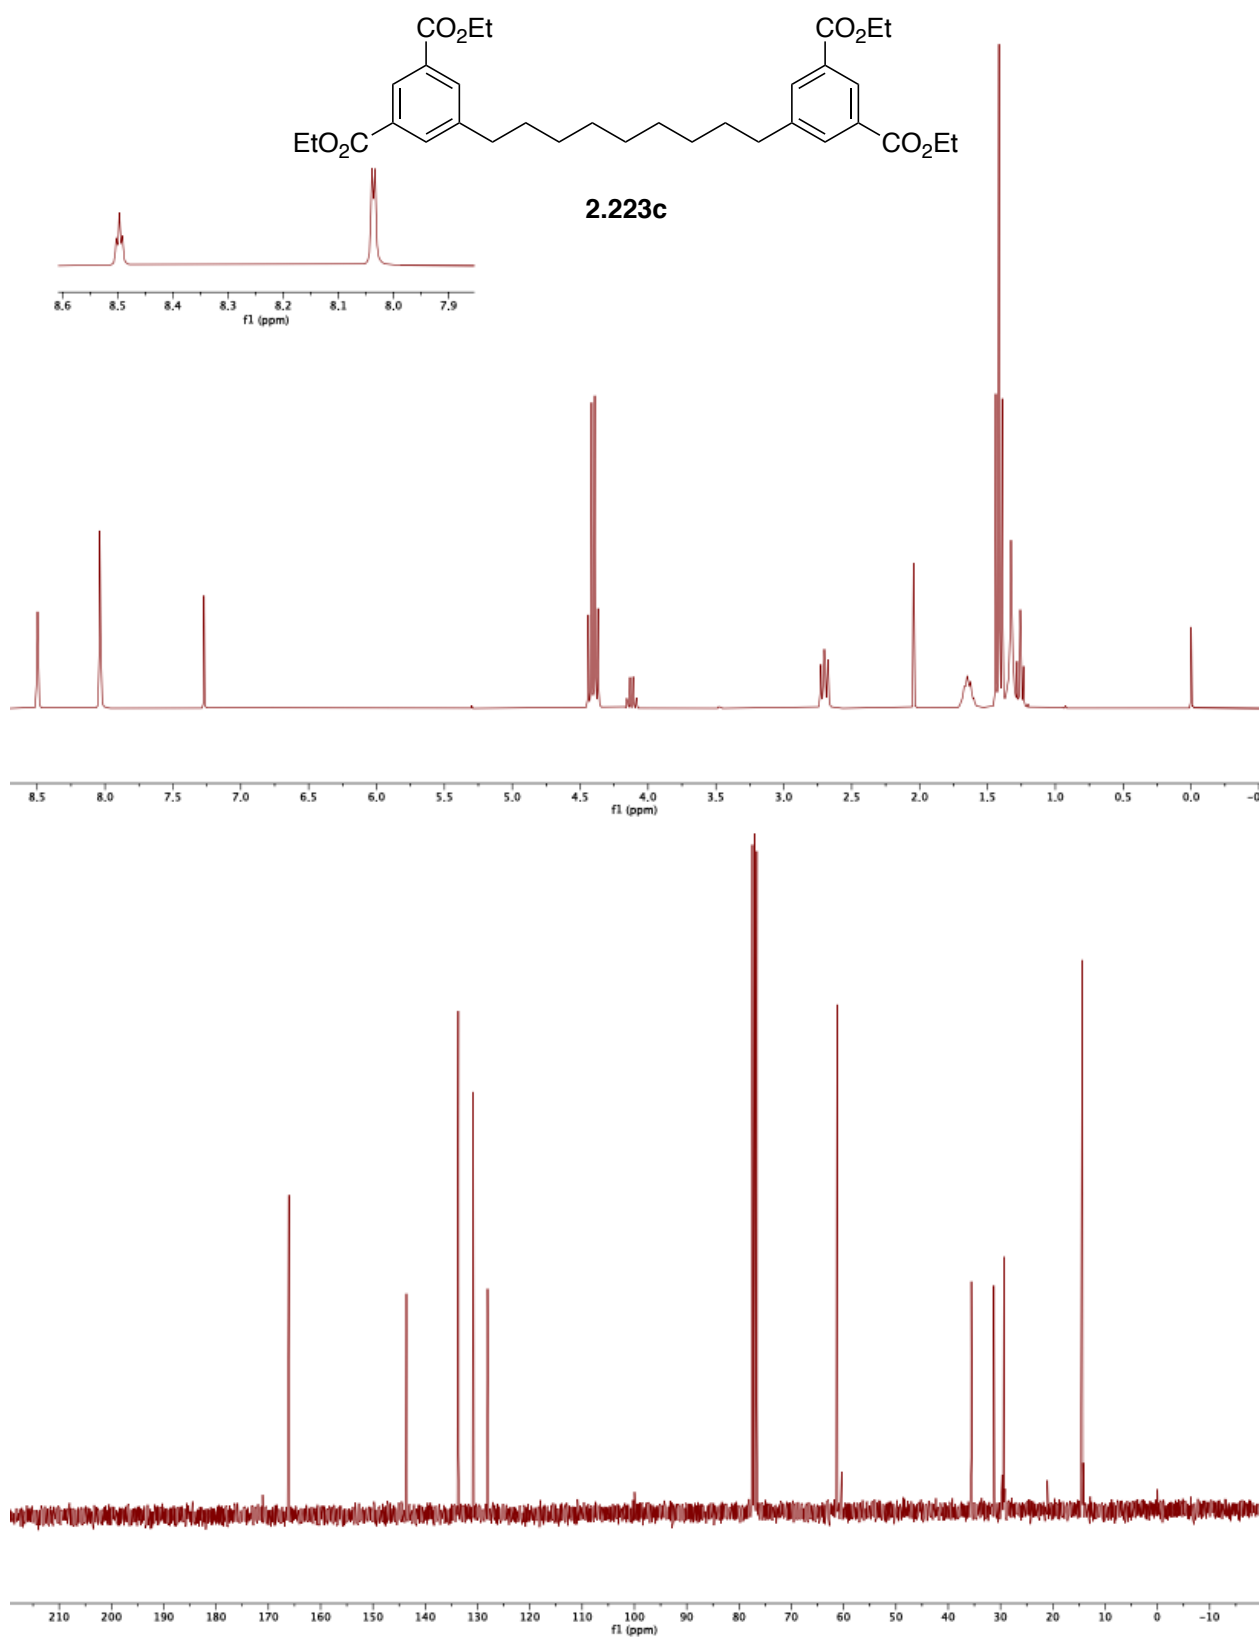 CO2Et CO2Et
EtO2C CO2Et
2.223c
8.6 8.5 8.4 8.3 8.2 8.1 8.0 7.9
f1 (ppm)
8.5 8.0 7.5 7.0 6.5 6.0 5.5 5.0 4.5 4.0 3.5 3.0 2.5 2.0 1.5 1.0 0.5 0.0 -0
f1 (ppm)
210 200 190 180 170 160 150 140 130 120 110 100 90 80 70 60 50 40 30 20 10 0 -10
f1 (ppm)